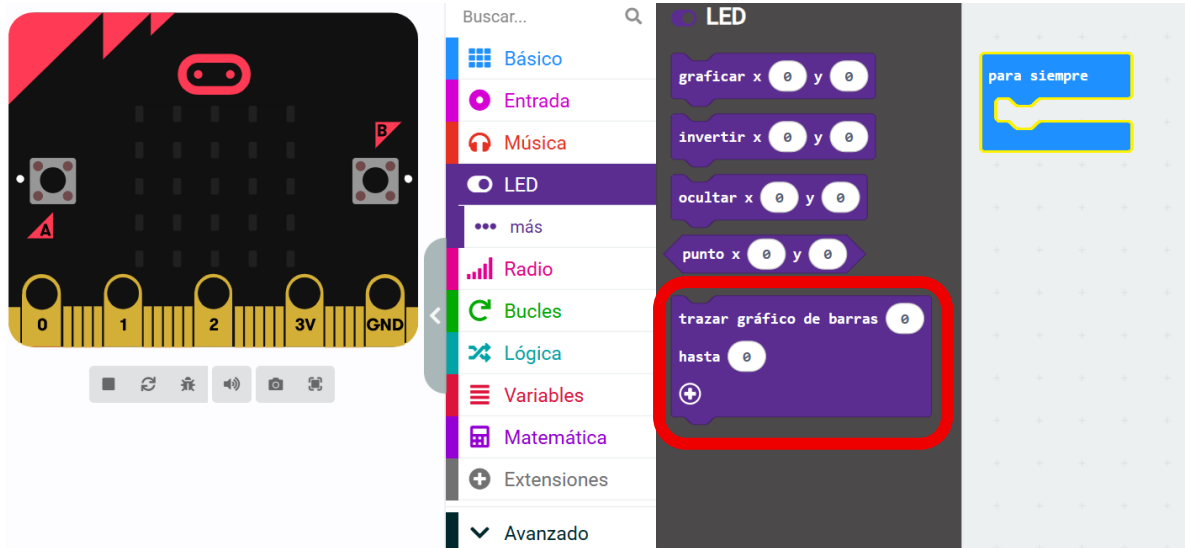 B
A
0 1 2 3V GND
Buscar...
Básico
Entrada
Música
LED
más
Radio
Bucles
Lógica
Variables
Matemática
Extensiones
Avanzado
LED
graficar x 0 y 0
invertir x 0 y 0
ocultar x 0 y 0
punto x 0 y 0
trazar gráfico de barras 0
hasta 0
para siempre